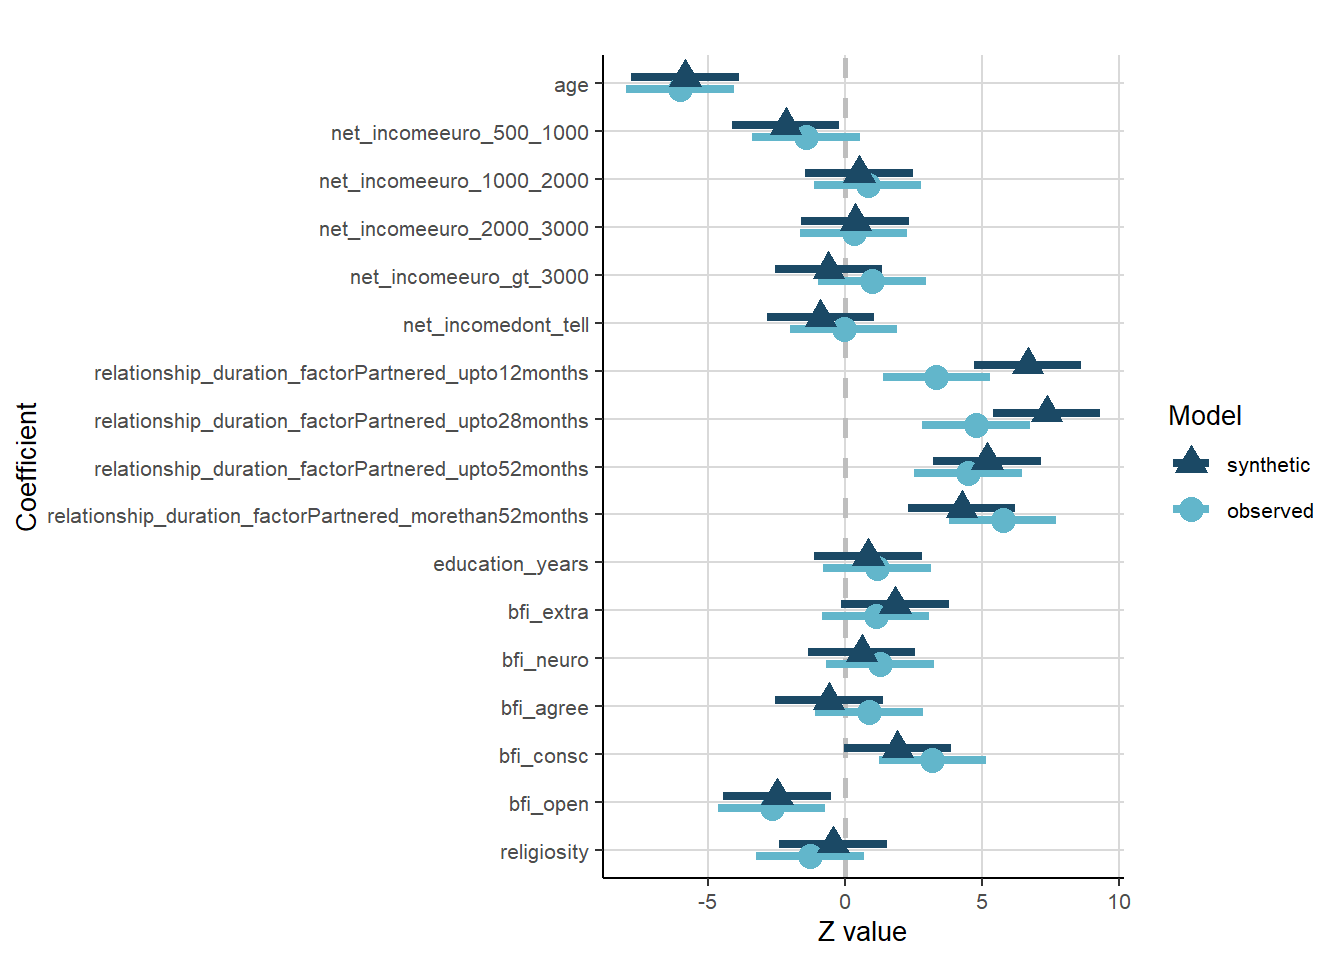 age
net_incomeeuro_500_1000
net_incomeeuro_1000_2000
net_incomeeuro_2000_3000
net_incomeeuro_gt_3000
net_incomedont_tell
relationship_duration_factorPartnered_upto12months
relationship_duration_factorPartnered_upto28months
relationship_duration_factorPartnered_upto52months
relationship_duration_factorPartnered_morethan52months
education_years
bfi_extra
bfi_neuro
bfi_agree
bfi_consc
bfi_open
religiosity
Coefficient
-5 0 5 10
Z value
Model
synthetic
observed